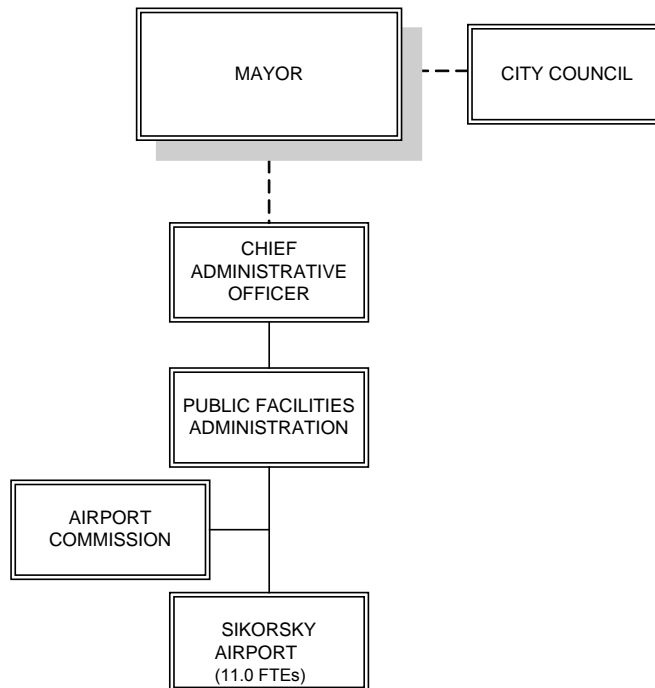 MAYOR
CITY COUNCIL
CHIEF
ADMINISTRATIVE
OFFICER
PUBLIC FACILITIES
ADMINISTRATION
AIRPORT
COMMISSION
SIKORSKY
AIRPORT
(11.0 FTEs)